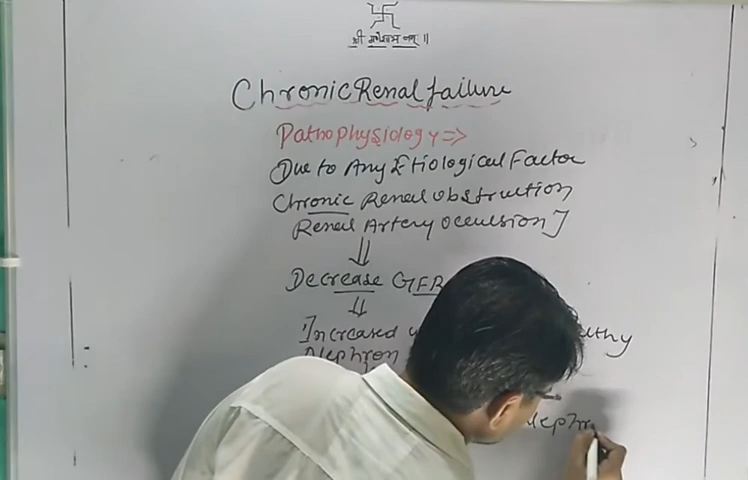 श्री गणेशाय नमः ॥
Chronic Renal failure
Pathophysiology =>
Due to Any Etiological Factor
Chronic Renal obstruction
Renal Artery occulsion]
Decrease GFR
Increased
Nephron